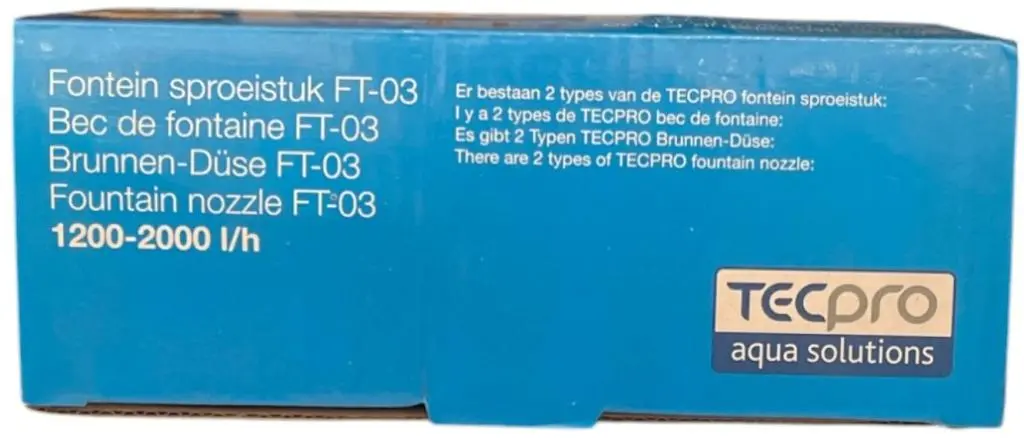 Fontein sproeistuk FT-03
Bec de fontaine FT-03
Brunnen-Düse FT-03
Fountain nozzle FT-03
1200-2000 l/h
Er bestaan 2 types van de TECPRO fontein sproeistuk:
I y a 2 types de TECPRO bec de fontaine:
Es gibt 2 Typen TECPRO Brunnen-Düse:
There are 2 types of TECPRO fountain nozzle:
TECpro
aqua solutions